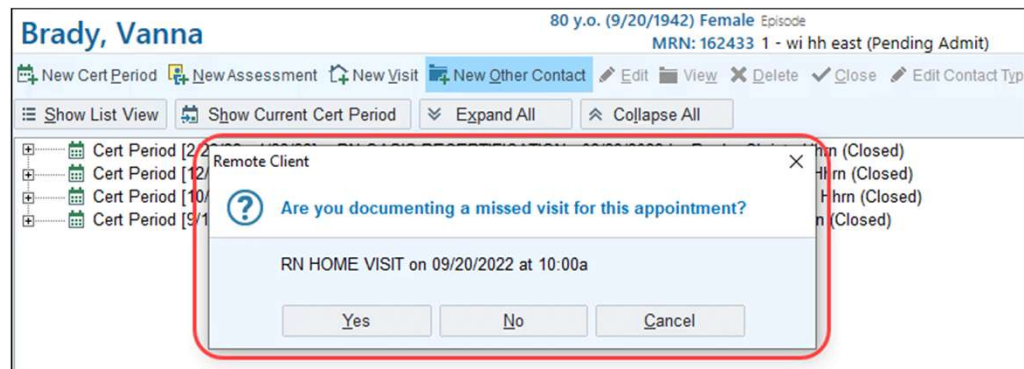 Brady, Vanna
80 y.o. (9/20/1942) Female Episode
MRN: 162433 1 - wi hh east (Pending Admit)
New Cert Period New Assessment New Visit New Other Contact Edit View Delete Close Edit Contact Typ
Show List View Show Current Cert Period Expand All Collapse All
Cert Period (Closed)
Cert Period [12/ (Closed)
Cert Period [10/ Hhrn (Closed)
Cert Period [9/1 (Closed)
Remote Client
Are you documenting a missed visit for this appointment?
RN HOME VISIT on 09/20/2022 at 10:00a
Yes No Cancel